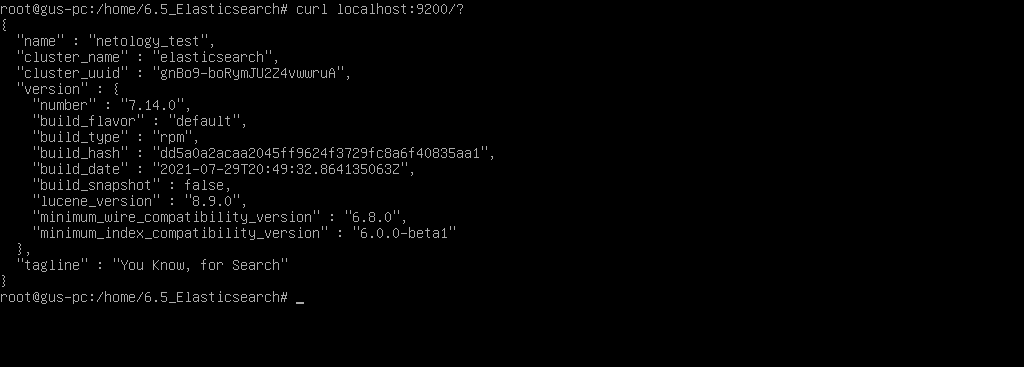 root@gus-pc:/home/6.5_Elasticsearch# curl localhost:9200/?
{
  "name" : "netology_test",
  "cluster_name" : "elasticsearch",
  "cluster_uuid" : "gnBo9-boRymJU2Z4vwwruA",
  "version" : {
    "number" : "7.14.0",
    "build_flavor" : "default",
    "build_type" : "rpm",
    "build_hash" : "dd5a0a2acaa2045ff9624f3729fc8a6f40835aa1",
    "build_date" : "2021-07-29T20:49:32.864135063Z",
    "build_snapshot" : false,
    "lucene_version" : "8.9.0",
    "minimum_wire_compatibility_version" : "6.8.0",
    "minimum_index_compatibility_version" : "6.0.0-beta1"
  },
  "tagline" : "You Know, for Search"
}
root@gus-pc:/home/6.5_Elasticsearch# _